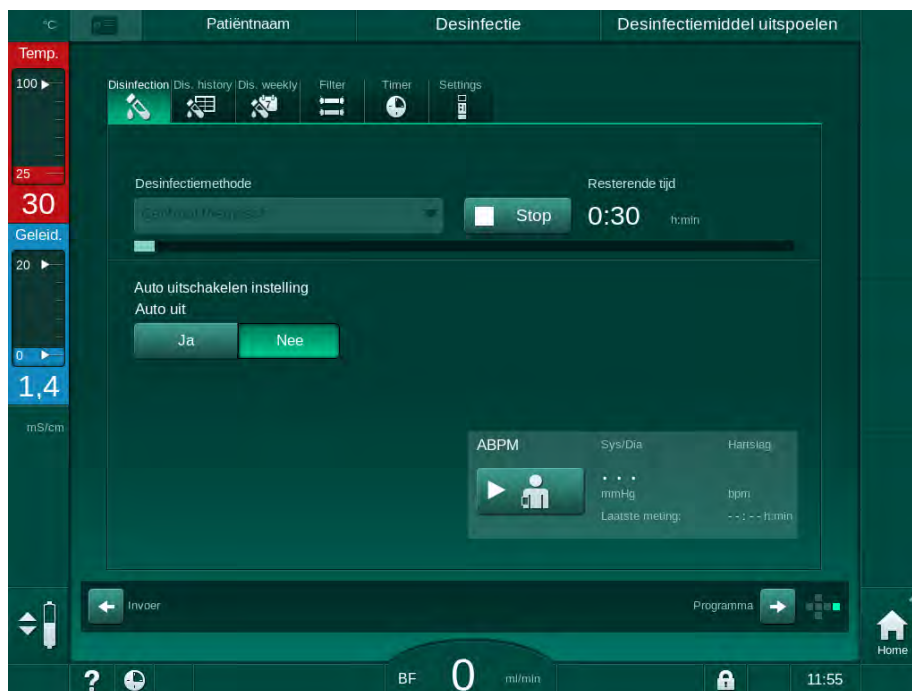 °C
Patiëntnaam
Desinfectie
Desinfectiemiddel uitspoelen
Temp.
100
25
30
Geleid.
20
0
1,4
mS/cm
Disinfection
Dis. history
Dis. weekly
7
Filter
Timer
Settings
Desinfectiemethode
Stop
Resterende tijd
0:30 h:min
Auto uitschakelen instelling
Auto uit
Ja
Nee
ABPM
Sys/Dia
Hartslag
. . .
mmHg
bpm
Laatste meting:
--:-- h:min
Invoer
Programma
Home
?
BF 0 ml/min
11:55